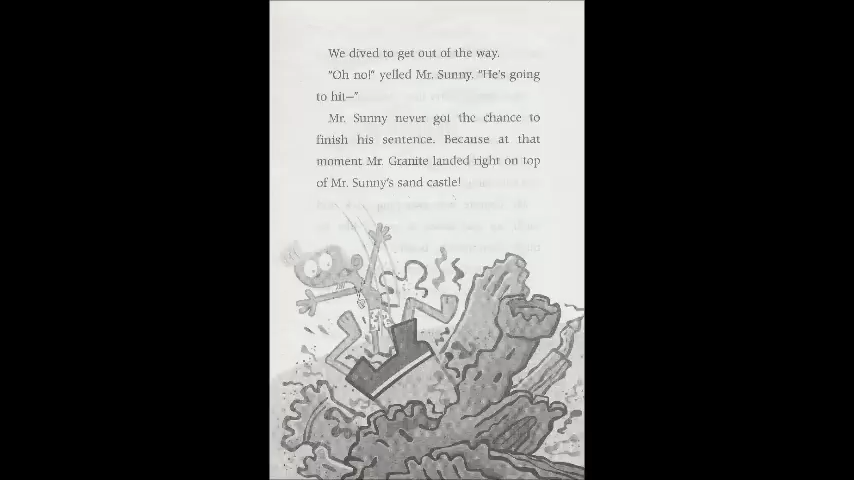 We dived to get out of the way.
"Oh no!" yelled Mr. Sunny. "He's going
to hit—"
Mr. Sunny never got the chance to
finish his sentence. Because at that
moment Mr. Granite landed right on top
of Mr. Sunny's sand castle!